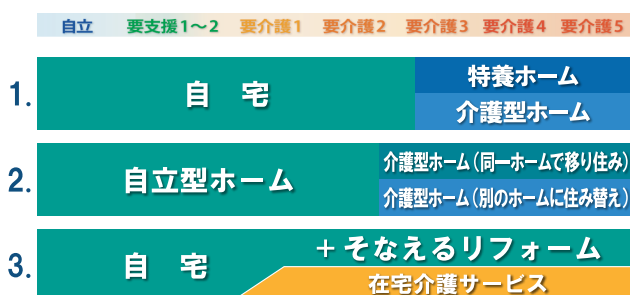 自立 要支援1～2 要介護1 要介護2 要介護3 要介護4 要介護5
1. 自 宅
特養ホーム
介護型ホーム
2. 自立型ホーム
介護型ホーム（同一ホームで移り住み）
介護型ホーム（別のホームに住み替え）
3. 自 宅
＋そなえるリフォーム
在宅介護サービス